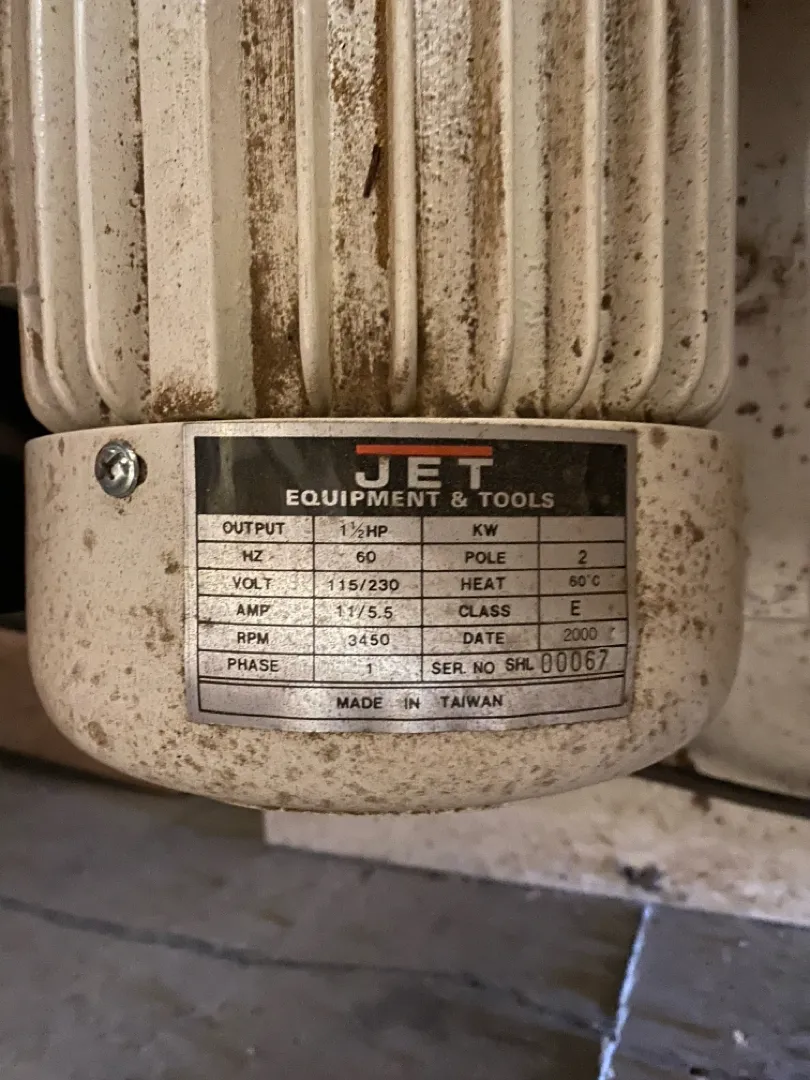 JET
EQUIPMENT & TOOLS
OUTPUT 1½HP KW
HZ 60 POLE 2
VOLT 115/230 HEAT 60°C
AMP 11/5.5 CLASS E
RPM 3450 DATE 2000
PHASE 1 SER. NO SHL 00067
MADE IN TAIWAN